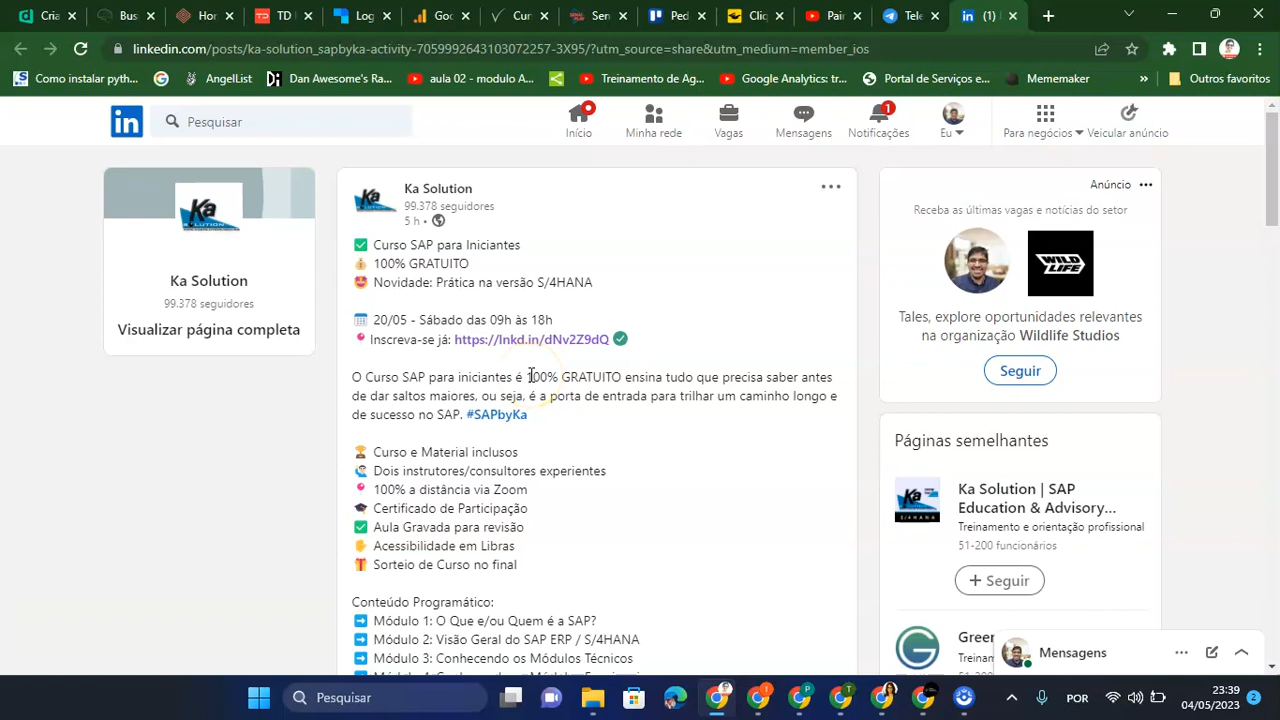 Cria
Bus
Hor
TD I
Log
Goo
Cur
Sen
Ped
Cliq
Pair
Tele
(1) I
linkedin.com/posts/ka-solution_sapbyka-activity-7059992643103072257-3X95/?utm_source=share&utm_medium=member_ios
Como instalar pyth...
AngelList
Dan Awesome's Ra...
aula 02 - modulo A...
Treinamento de Ag...
Google Analytics: tr...
Portal de Serviços e...
Mememaker
»
Outros favoritos
in
Pesquisar
Início
Minha rede
Vagas
Mensagens
1
Notificações
Eu
Para negócios
Veicular anúncio
Ka Solution
99.378 seguidores
Visualizar página completa
Ka Solution
99.378 seguidores
5 h •
Curso SAP para Iniciantes
100% GRATUITO
Novidade: Prática na versão S/4HANA
20/05 - Sábado das 09h às 18h
Inscreva-se já: https://lnkd.in/dNv2Z9dQ
O Curso SAP para iniciantes é 100% GRATUITO ensina tudo que precisa saber antes
de dar saltos maiores, ou seja, é a porta de entrada para trilhar um caminho longo e
de sucesso no SAP. #SAPbyKa
Curso e Material inclusos
Dois instrutores/consultores experientes
100% a distância via Zoom
Certificado de Participação
Aula Gravada para revisão
Acessibilidade em Libras
Sorteio de Curso no final
Conteúdo Programático:
Módulo 1: O Que e/ou Quem é a SAP?
Módulo 2: Visão Geral do SAP ERP / S/4HANA
Módulo 3: Conhecendo os Módulos Técnicos
Anúncio
Receba as últimas vagas e notícias do setor
WILD
LIFE
Tales, explore oportunidades relevantes
na organização Wildlife Studios
Seguir
Páginas semelhantes
Ka Solution | SAP
Education & Advisory...
Treinamento e orientação profissional
51-200 funcionários
+ Seguir
Green
Treinam
Mensagens
Pesquisar
POR
23:39
04/05/2023
2